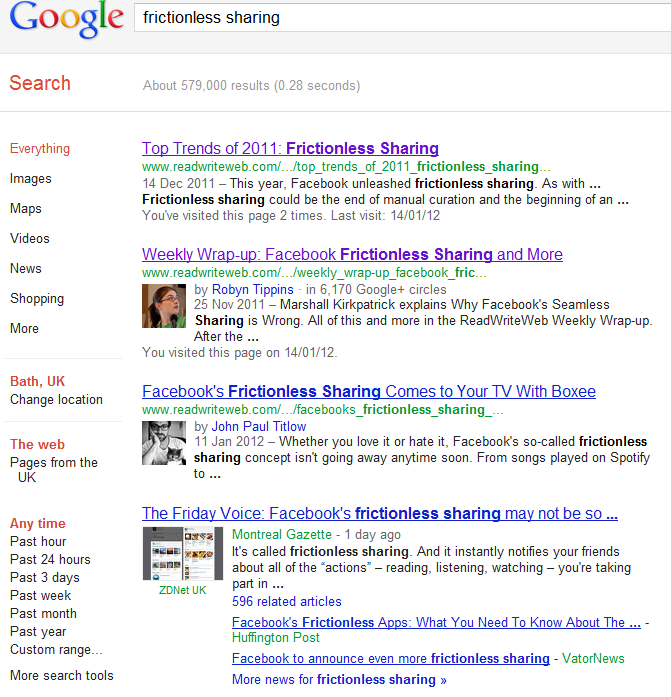 Google
frictionless sharing
Search
About 579,000 results (0.28 seconds)
Everything
Images
Maps
Videos
News
Shopping
More
Bath, UK
Change location
The web
Pages from the
UK
Any time
Past hour
Past 24 hours
Past 3 days
Past week
Past month
Past year
Custom range...
More search tools
Top Trends of 2011: Frictionless Sharing
www.readwriteweb.com/.../top_trends_of_2011_frictionless_sharing...
14 Dec 2011 – This year, Facebook unleashed frictionless sharing. As with ...
Frictionless sharing could be the end of manual curation and the beginning of an ...
You've visited this page 2 times. Last visit: 14/01/12
Weekly Wrap-up: Facebook Frictionless Sharing and More
www.readwriteweb.com/.../weekly_wrap-up_facebook_fric...
by Robyn Tippins · in 6,170 Google+ circles
25 Nov 2011 – Marshall Kirkpatrick explains Why Facebook's Seamless
Sharing is Wrong. All of this and more in the ReadWriteWeb Weekly Wrap-up.
After the ...
You visited this page on 14/01/12.
Facebook's Frictionless Sharing Comes to Your TV With Boxee
www.readwriteweb.com/.../facebooks_frictionless_sharing_...
by John Paul Titlow
11 Jan 2012 – Whether you love it or hate it, Facebook's so-called frictionless
sharing concept isn't going away anytime soon. From songs played on Spotify
to ...
The Friday Voice: Facebook's frictionless sharing may not be so ...
Montreal Gazette - 1 day ago
It's called frictionless sharing. And it instantly notifies your friends
about all of the “actions” – reading, listening, watching – you're taking
part in ...
ZDNet UK
596 related articles
Facebook's Frictionless Apps: What You Need To Know About The ... -
Huffington Post
Facebook to announce even more frictionless sharing - VatorNews
More news for frictionless sharing »